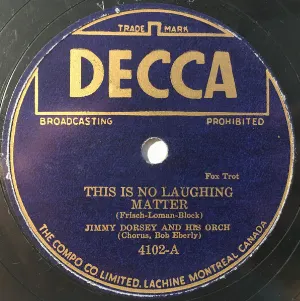 TRADE MARK
DECCA
BROADCASTING PROHIBITED
Fox Trot
THIS IS NO LAUGHING
MATTER
(Frisch-Loman-Block)
JIMMY DORSEY AND HIS ORCH
(Chorus, Bob Eberly)
4102-A
THE COMPO CO. LIMITED. LACHINE MONTREAL CANADA